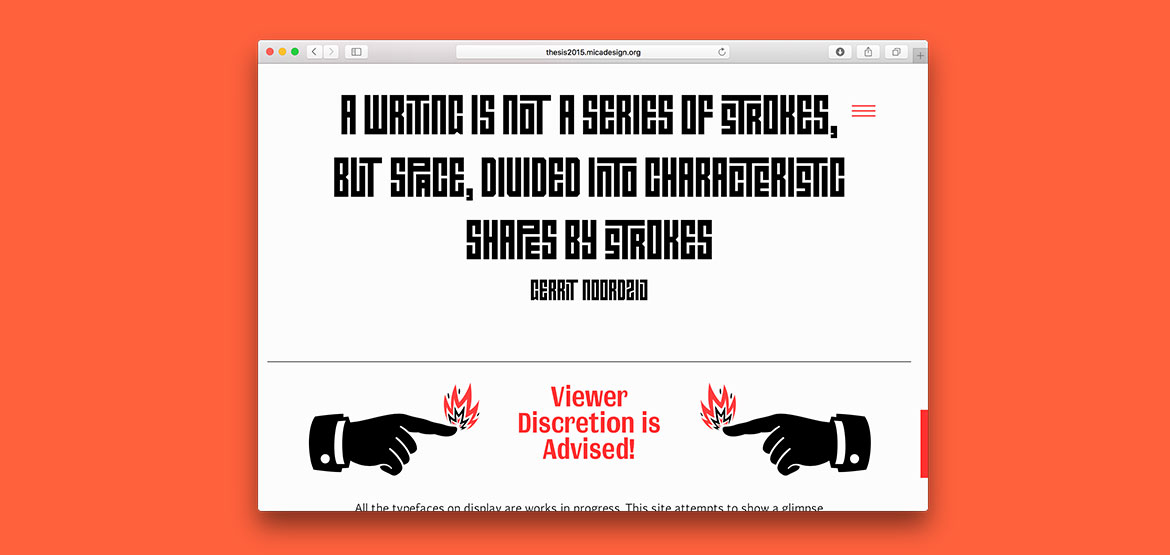 thesis2015.micadesign.org
A WRITING IS NOT A SERIES OF STROKES,
BUT SPACE, DIVIDED INTO CHARACTERISTIC
SHAPES BY STROKES
GERRIT NOORDZIJ
Viewer
Discretion is
Advised!
All the typefaces on display are works in progress. This site attempts to show a glimpse